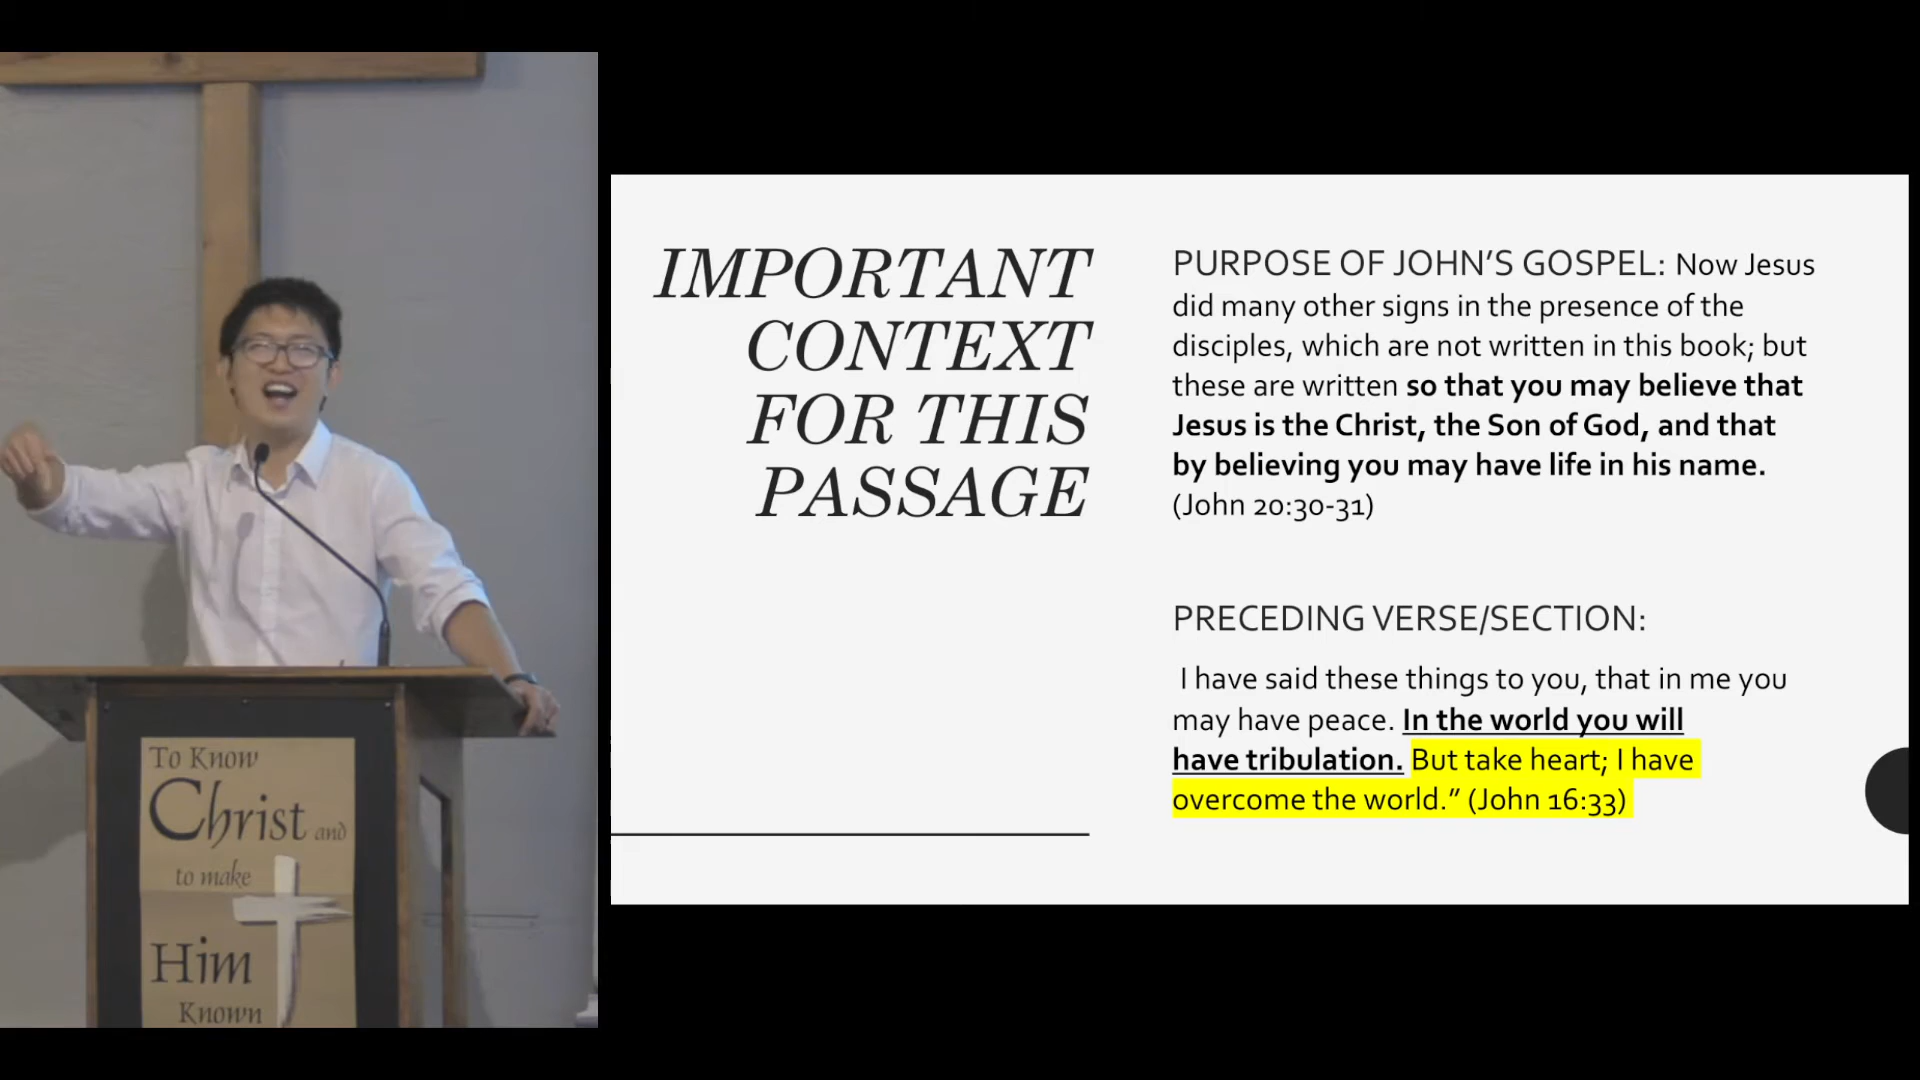 To Know
Christ and
to make
Him
Known
IMPORTANT
CONTEXT
FOR THIS
PASSAGE
PURPOSE OF JOHN’S GOSPEL: Now Jesus
did many other signs in the presence of the
disciples, which are not written in this book; but
these are written so that you may believe that
Jesus is the Christ, the Son of God, and that
by believing you may have life in his name.
(John 20:30-31)
PRECEDING VERSE/SECTION:
I have said these things to you, that in me you
may have peace. In the world you will
have tribulation. But take heart; I have
overcome the world.” (John 16:33)